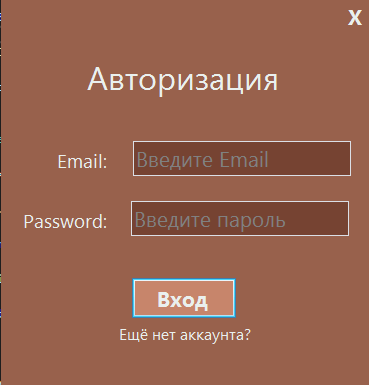 X
Авторизация
Email: Введите Email
Password: Введите пароль
Вход
Ещё нет аккаунта?